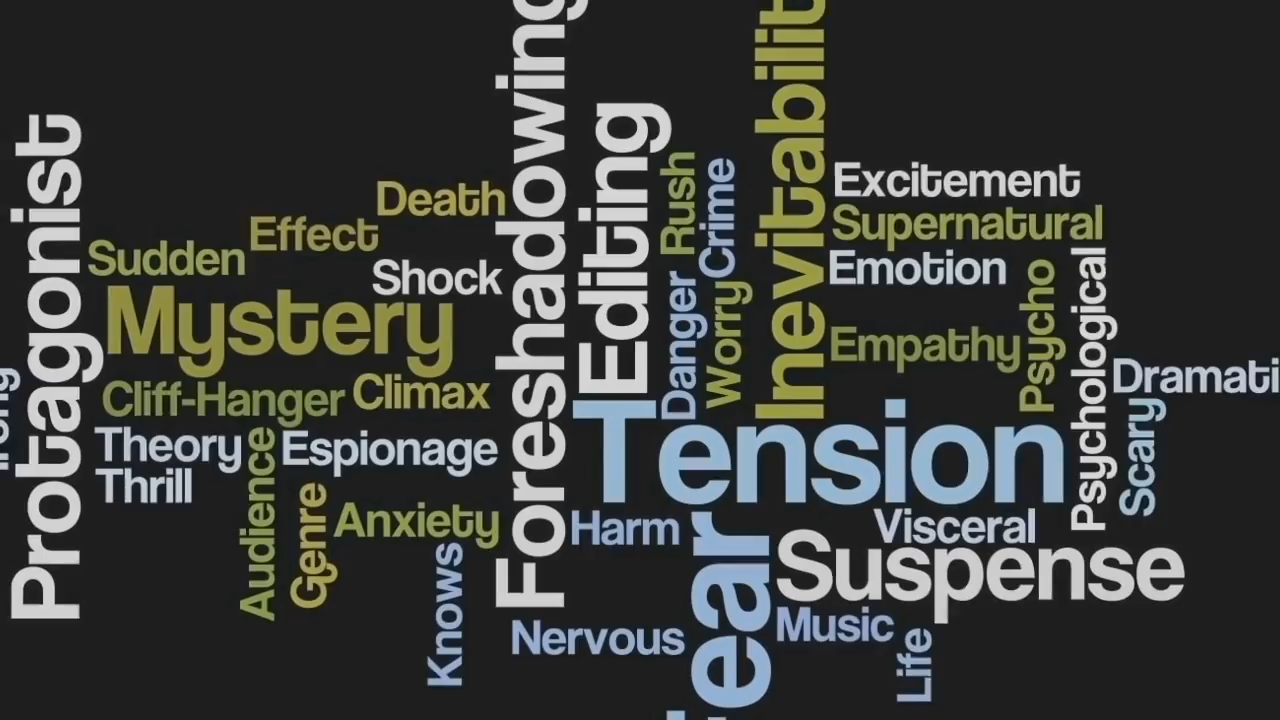 Protagonist
Sudden
Effect
Death
Shock
Mystery
Cliff-Hanger
Climax
Theory
Thrill
Espionage
Audience
Genre
Anxiety
Knows
Foreshadowing
Editing
Rush
Crime
Danger
Worry
Inevitabilit
Excitement
Supernatural
Emotion
Empathy
Psycho
Psychological
Dramati
Scary
Tension
Harm
Visceral
Suspense
ear
Nervous
Music
Life